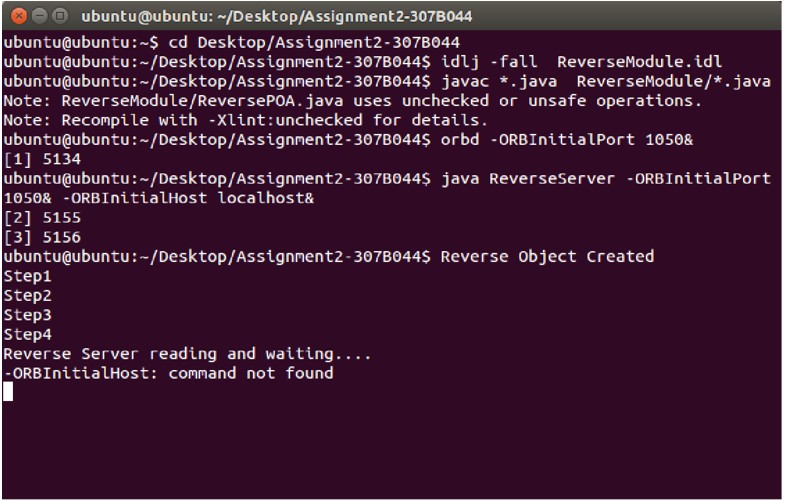 ubuntu@ubuntu: ~/Desktop/Assignment2-307B044
ubuntu@ubuntu:~$ cd Desktop/Assignment2-307B044
ubuntu@ubuntu:~/Desktop/Assignment2-307B044$ idlj -fall  ReverseModule.idl
ubuntu@ubuntu:~/Desktop/Assignment2-307B044$ javac *.java  ReverseModule/*.java
Note: ReverseModule/ReversePOA.java uses unchecked or unsafe operations.
Note: Recompile with -Xlint:unchecked for details.
ubuntu@ubuntu:~/Desktop/Assignment2-307B044$ orbd -ORBInitialPort 1050&
[1] 5134
ubuntu@ubuntu:~/Desktop/Assignment2-307B044$ java ReverseServer -ORBInitialPort
1050& -ORBInitialHost localhost&
[2] 5155
[3] 5156
ubuntu@ubuntu:~/Desktop/Assignment2-307B044$ Reverse Object Created
Step1
Step2
Step3
Step4
Reverse Server reading and waiting....
-ORBInitialHost: command not found